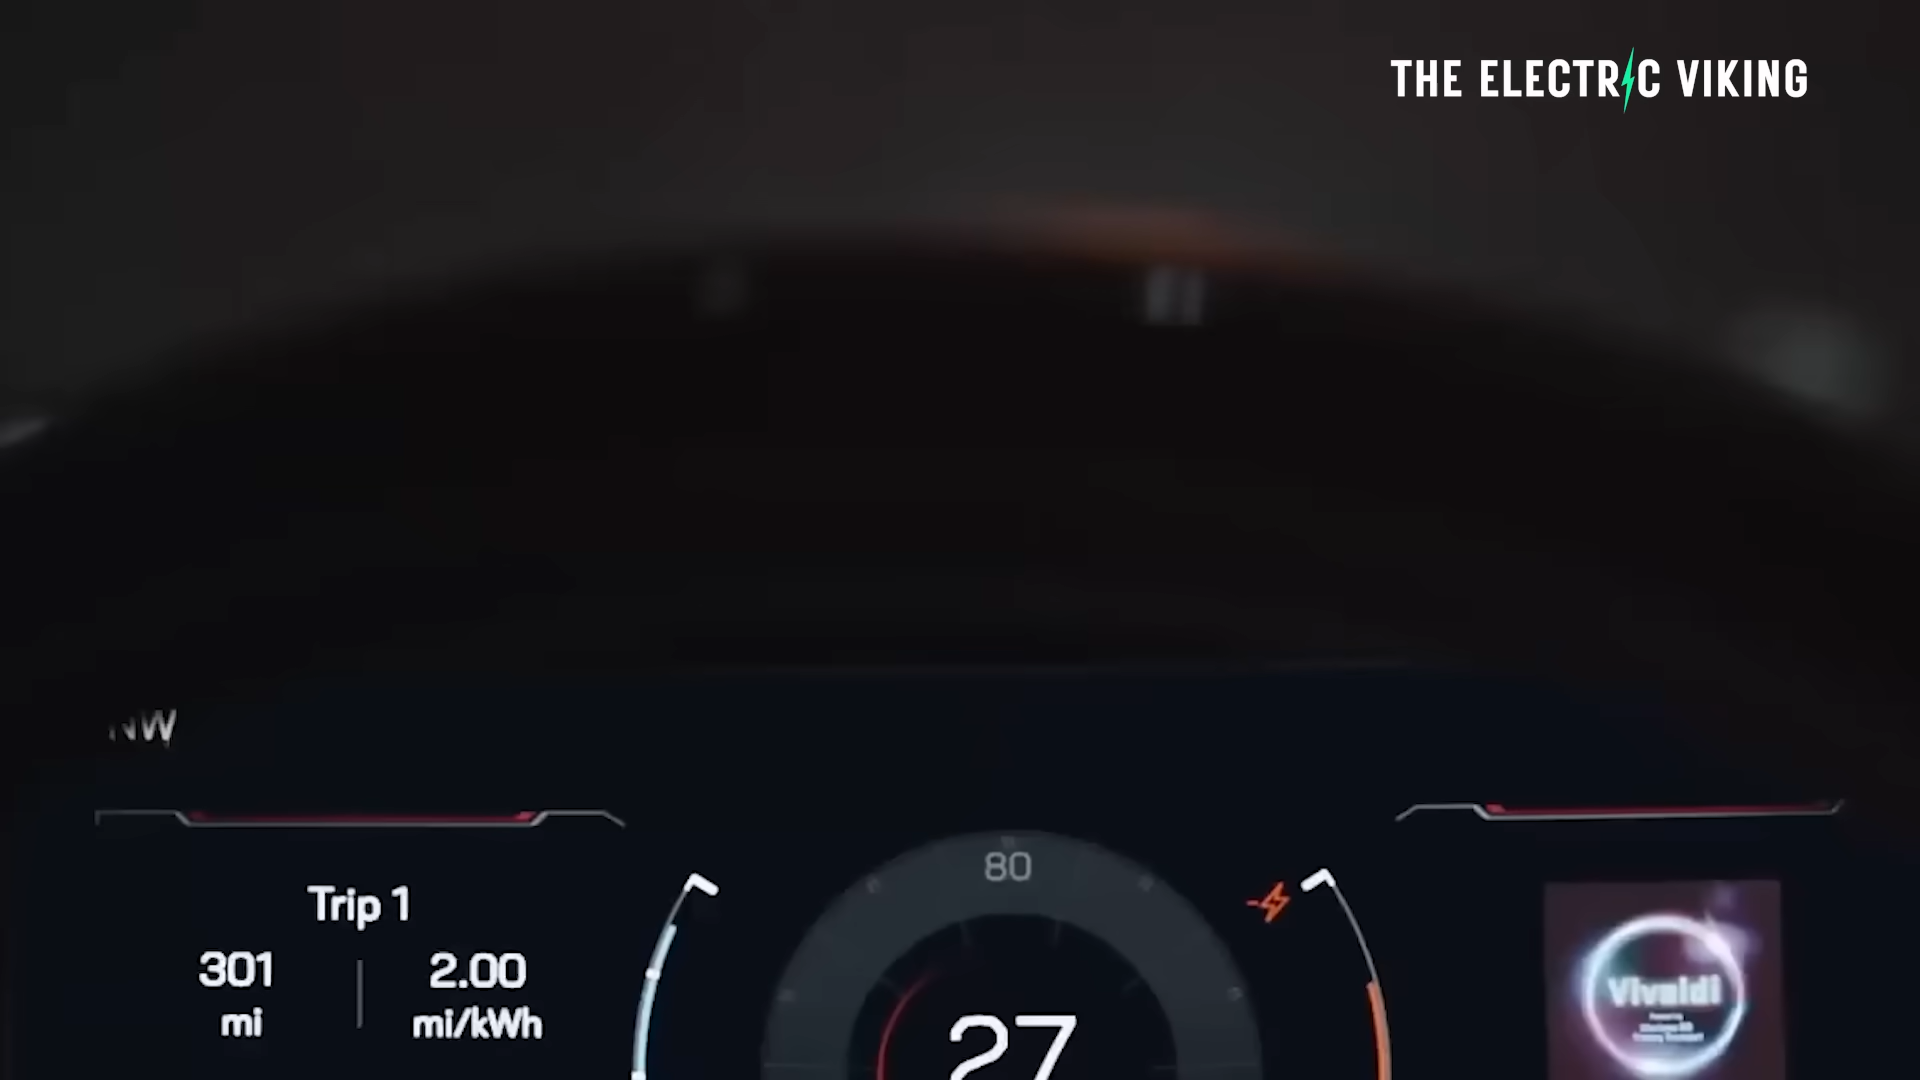 THE ELECTRIC VIKING
NW
80
Trip 1
301
2.00
mi
mi/kWh
27
Vivaldi